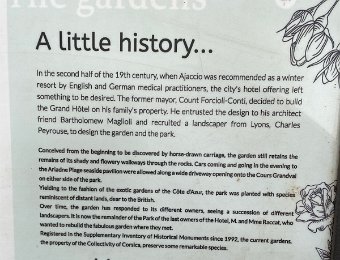 The gardens
A little history...
In the second half of the 19th century, when Ajaccio was recommended as a winter
resort by English and German medical practitioners, the city's hotel offering left
something to be desired. The former mayor, Count Forcioli-Conti, decided to build
the Grand Hôtel on his family's property. He entrusted the design to his architect
friend Bartholomew Maglioli and recruited a landscaper from Lyons, Charles
Peyrouse, to design the garden and the park.
Conceived from the beginning to be discovered by horse-drawn carriage, the garden still retains the
remains of its shady and flowery walkways through the rocks. Cars coming and going in the evening to
the Ariadne Plage seaside pavilion were allowed along a wide driveway opening onto the Cours Grandval
on either side of the park.
Yielding to the fashion of the exotic gardens of the Côte d'Azur, the park was planted with species
reminiscent of distant lands, dear to the British.
Over time, the garden has responded to its different owners, seeing a succession of different
landscapers. It is now the remainder of the Park of the last owners of the Hotel, M. and Mme Raccat, who
wanted to rebuild the fabulous garden where they met.
Registered in the Supplementary Inventory of Historical Monuments since 1992, the current gardens,
the property of the Collectivity of Corsica, preserve some remarkable species.